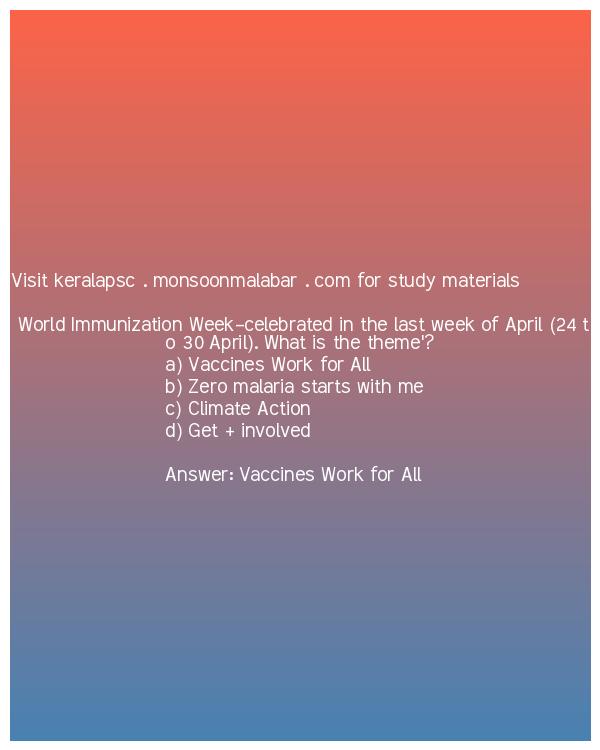 Visit keralapsc . monsoonmalabar . com for study materials
World Immunization Week-celebrated in the last week of April (24 t
o 30 April). What is the theme'?
a) Vaccines Work for All
b) Zero malaria starts with me
c) Climate Action
d) Get + involved
Answer: Vaccines Work for All